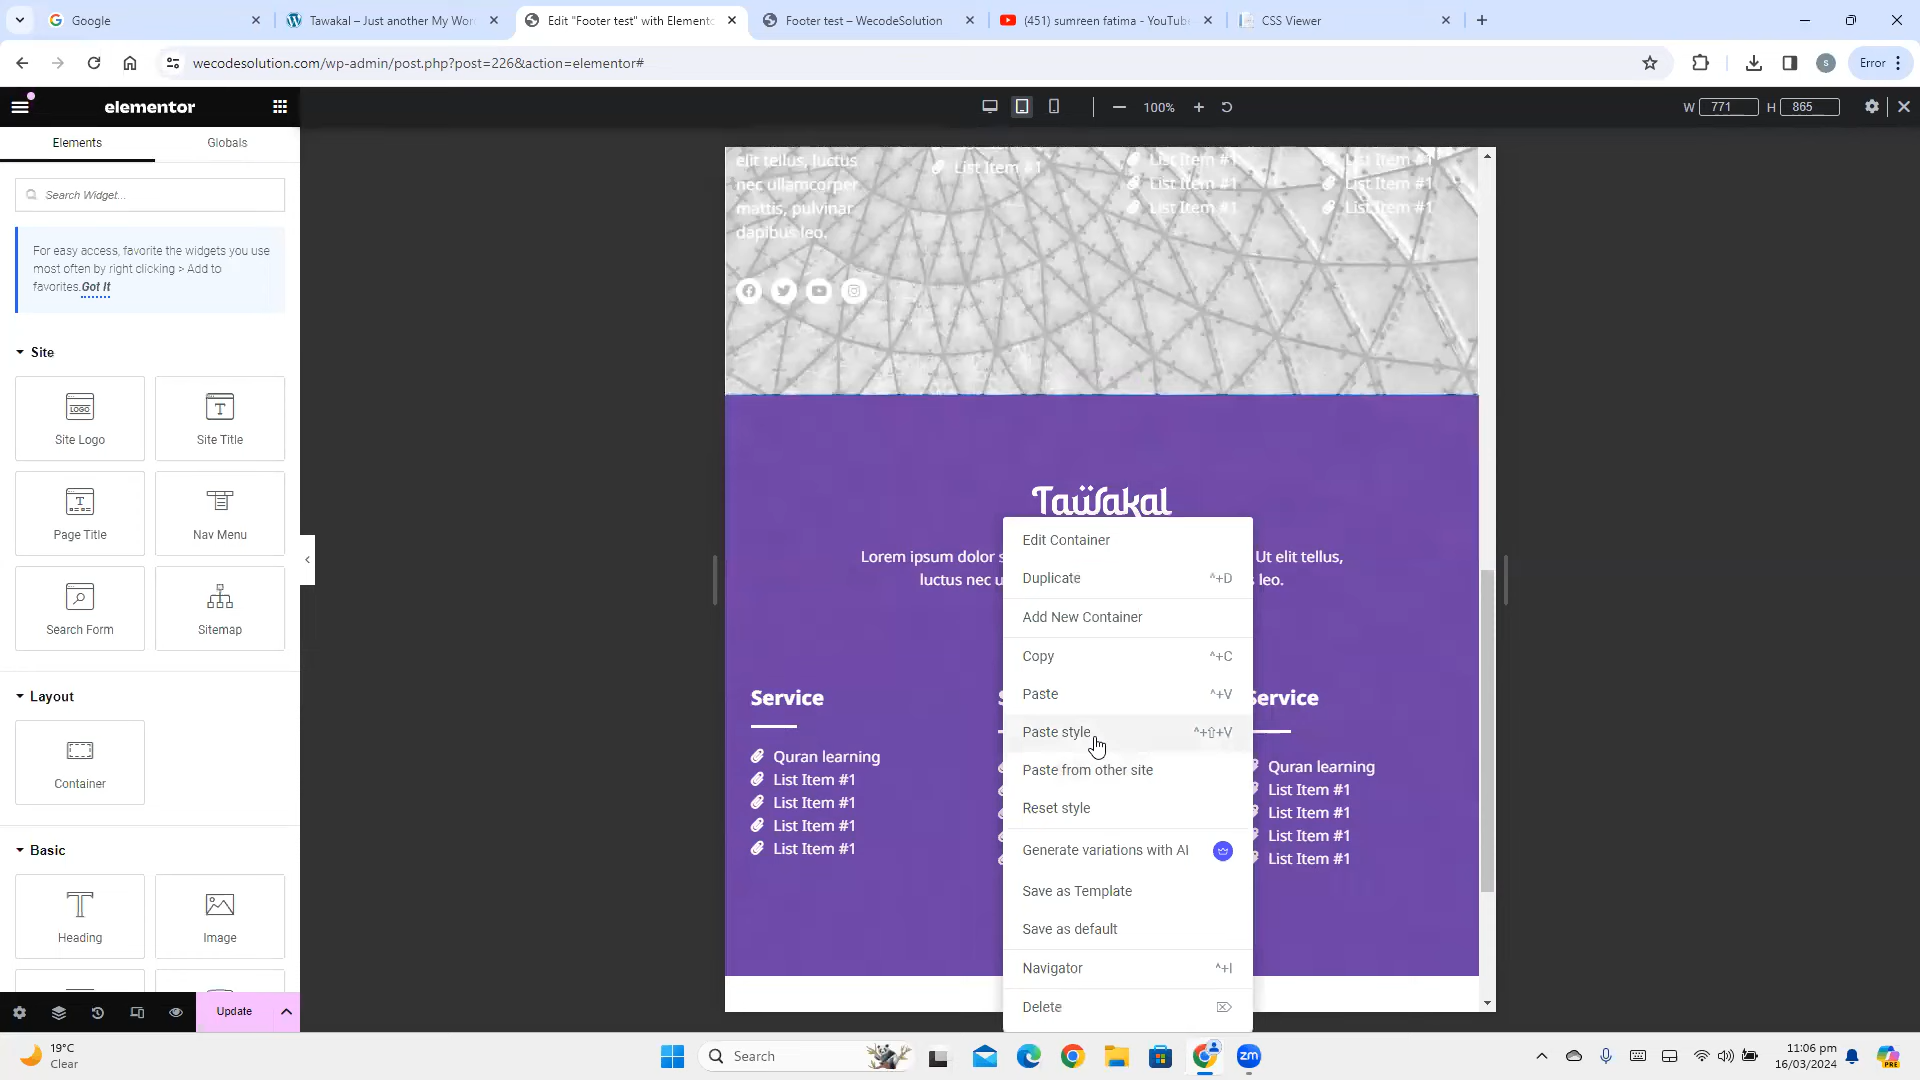 Google
Tawakal – Just another My Wor
Edit "Footer test" with Elemento
Footer test – WecodeSolution
(451) sumreen fatima - YouTube
CSS Viewer
wecodesolution.com/wp-admin/post.php?post=226&action=elementor#
S
Error
elementor
100%
W 771
H 865
Elements
Globals
Search Widget...
For easy access, favorite the widgets you use
most often by right clicking > Add to
favorites.Got It
Site
LOGO
Site Logo
T
Site Title
T
Page Title
Nav Menu
Search Form
Sitemap
Layout
Container
Basic
T
Heading
Image
Update
elit tellus, luctus
nec ullamcorper
mattis, pulvinar
dapibus leo.
List Item #1
List Item #1
List Item #1
List Item #1
List Item #1
List Item #1
List Item #1
Tawakal
Lorem ipsum dolor s
Ut elit tellus,
luctus nec u
s leo.
Service
Quran learning
List Item #1
List Item #1
List Item #1
List Item #1
S
Service
Quran learning
List Item #1
List Item #1
List Item #1
List Item #1
Edit Container
Duplicate ^+D
Add New Container
Copy ^+C
Paste ^+V
Paste style ^+⇧+V
Paste from other site
Reset style
Generate variations with AI
Save as Template
Save as default
Navigator ^+I
Delete ⌦
19°C
Clear
Search
zm
11:06 pm
16/03/2024
PRE